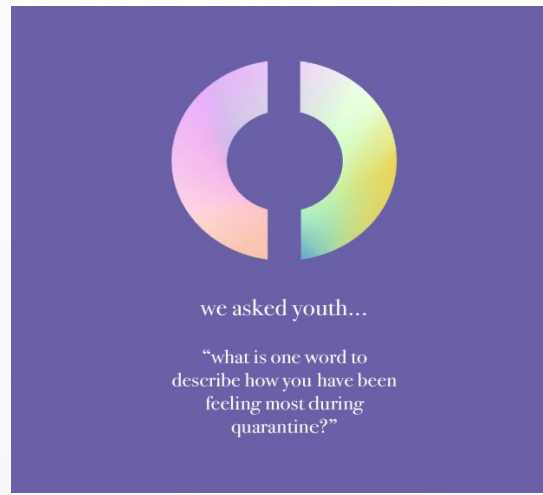 we asked youth...
“what is one word to
describe how you have been
feeling most during
quarantine?”